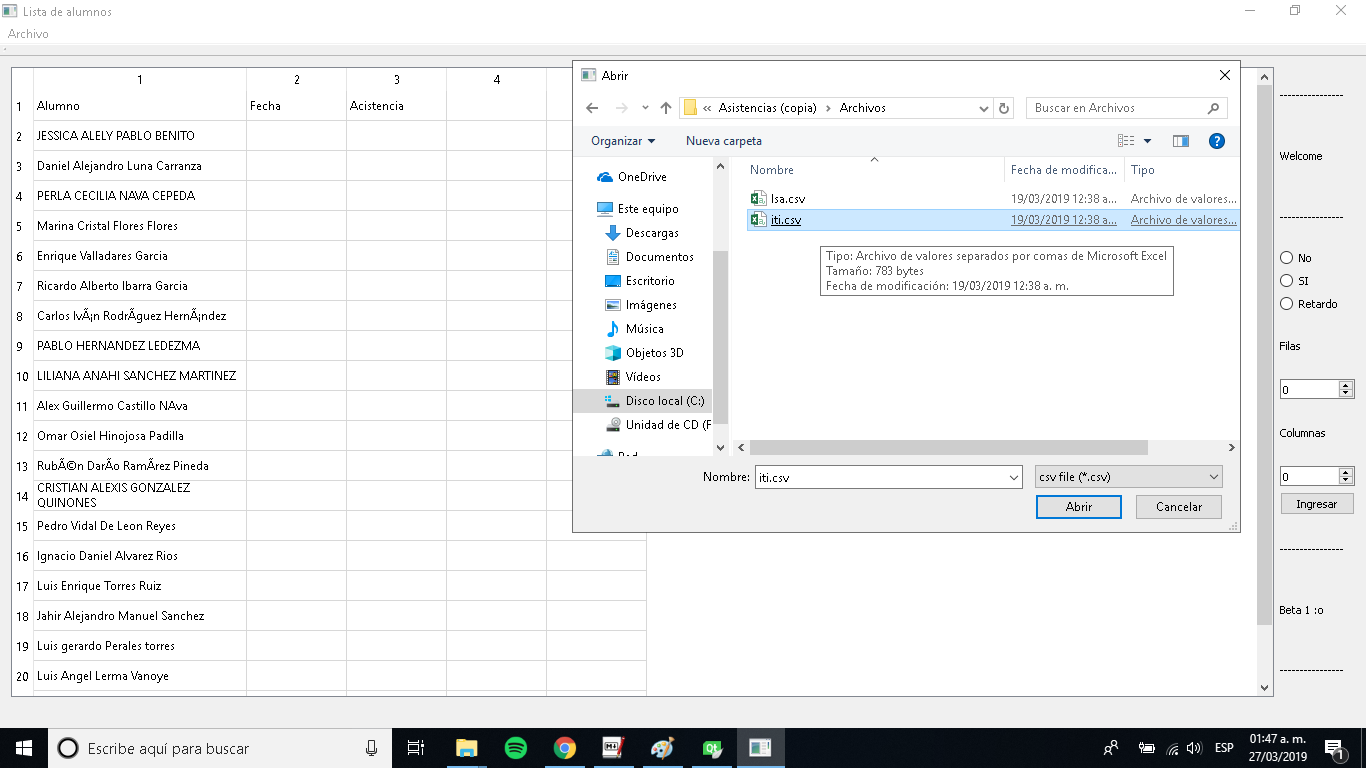 Lista de alumnos
Archivo
1 2 3 4
1 Alumno Fecha Acistencia
2 JESSICA ALELY PABLO BENITO
3 Daniel Alejandro Luna Carranza
4 PERLA CECILIA NAVA CEPEDA
5 Marina Cristal Flores Flores
6 Enrique Valladares Garcia
7 Ricardo Alberto Ibarra Garcia
8 Carlos IvÃ¡n RodrÃguez HernÃ¡ndez
9 PABLO HERNANDEZ LEDEZMA
10 LILIANA ANAHI SANCHEZ MARTINEZ
11 Alex Guillermo Castillo NAva
12 Omar Osiel Hinojosa Padilla
13 RubÃ©n DarÃo RamÃrez Pineda
14 CRISTIAN ALEXIS GONZALEZ
QUINONES
15 Pedro Vidal De Leon Reyes
16 Ignacio Daniel Alvarez Rios
17 Luis Enrique Torres Ruiz
18 Jahir Alejandro Manuel Sanchez
19 Luis gerardo Perales torres
20 Luis Angel Lerma Vanoye
Abrir
« Asistencias (copia) › Archivos
Buscar en Archivos
Organizar
Nueva carpeta
OneDrive
Este equipo
Descargas
Documentos
Escritorio
Imágenes
Música
Objetos 3D
Vídeos
Disco local (C:)
Unidad de CD (F
Red
Nombre Fecha de modifica... Tipo
Isa.csv 19/03/2019 12:38 a... Archivo de valores...
iti.csv 19/03/2019 12:38 a... Archivo de valores...
Tipo: Archivo de valores separados por comas de Microsoft Excel
Tamaño: 783 bytes
Fecha de modificación: 19/03/2019 12:38 a. m.
Nombre: iti.csv csv file (*.csv)
Abrir Cancelar
----------------
Welcome
----------------
No
SI
Retardo
Filas
0
Columnas
0
Ingresar
----------------
Beta 1 :o
----------------
Escribe aquí para buscar
ESP
01:47 a. m.
27/03/2019
1